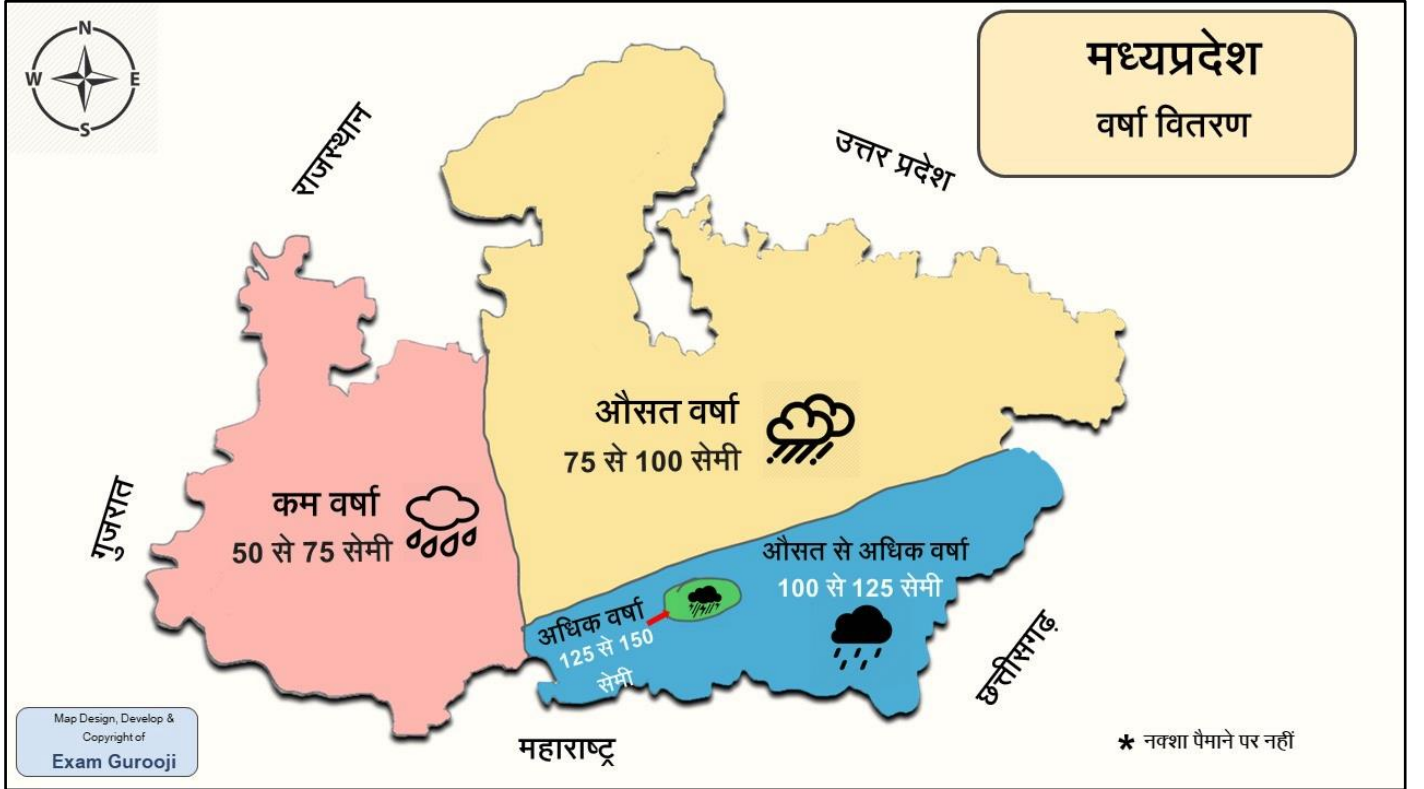 N
W E
S
मध्यप्रदेश
वर्षा वितरण
राजस्थान
उत्तर प्रदेश
औसत वर्षा
75 से 100 सेमी
कम वर्षा
50 से 75 सेमी
गुजरात
औसत से अधिक वर्षा
100 से 125 सेमी
अधिक वर्षा
125 से 150
सेमी
छत्तीसगढ़
महाराष्ट्र
* नक्शा पैमाने पर नहीं
Map Design, Develop &
Copyright of
Exam Gurooji